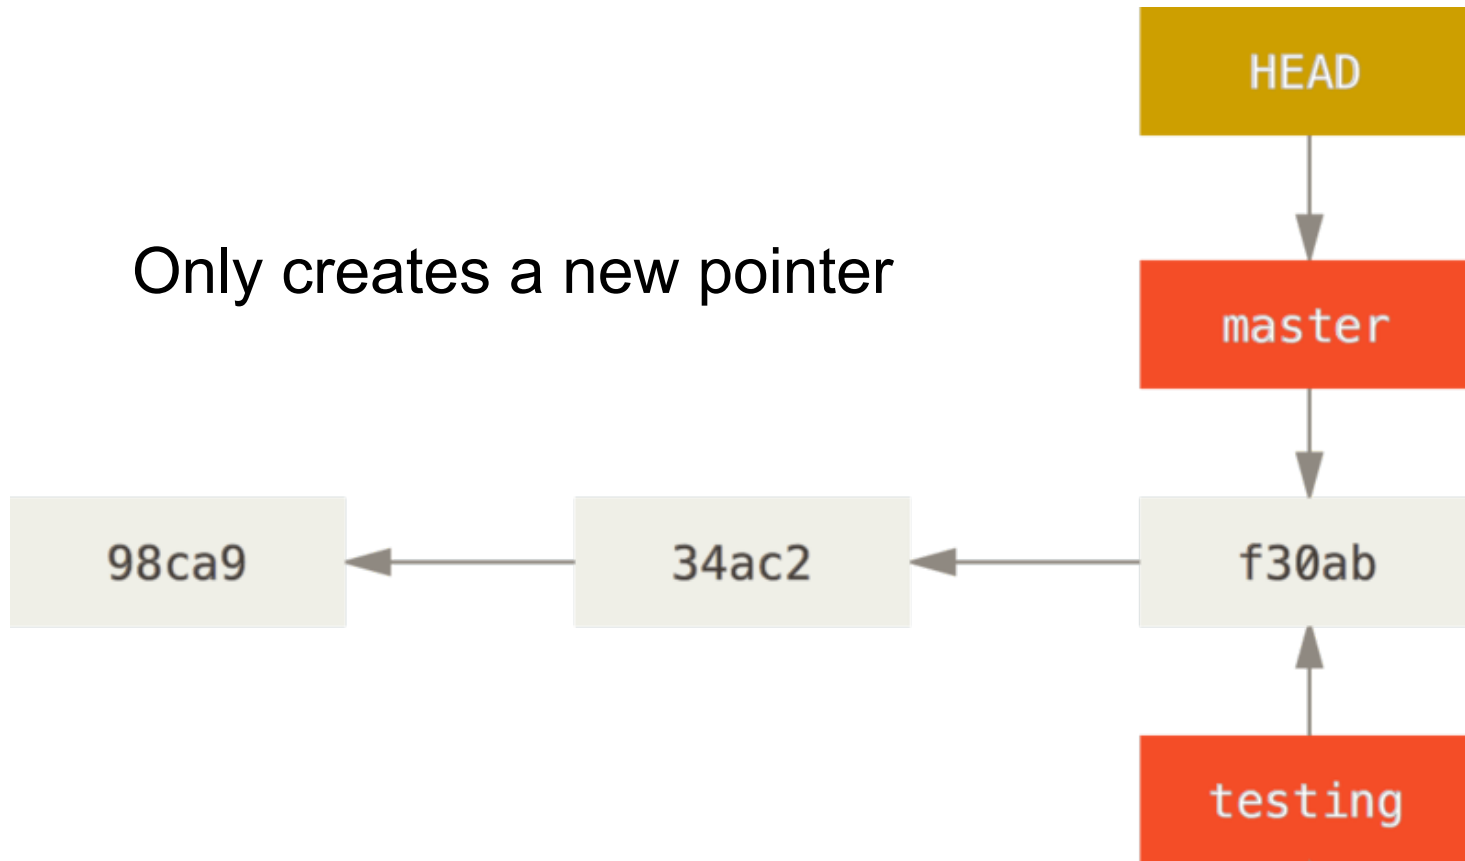 HEAD
Only creates a new pointer
master
98ca9
34ac2
f30ab
testing